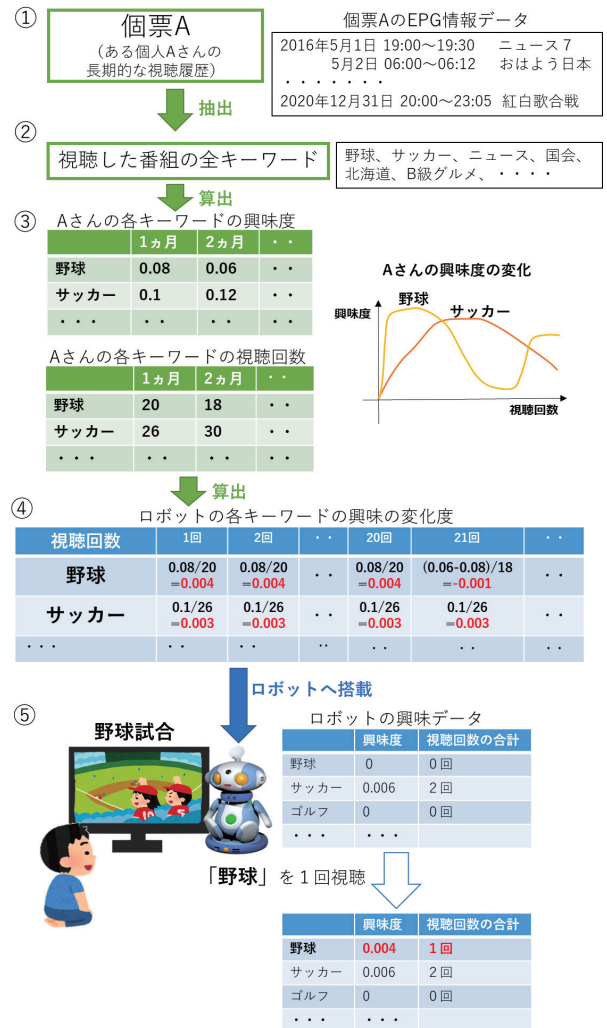 ①
個票A
(ある個人Aさんの
長期的な視聴履歴)
個票AのEPG情報データ
2016年5月1日 19:00～19:30 ニュース７
5月2日 06:00～06:12 おはよう日本
・・・・・・・
2020年12月31日 20:00～23:05 紅白歌合戦
抽出
②
視聴した番組の全キーワード
野球、サッカー、ニュース、国会、
北海道、B級グルメ、・・・・
算出
③
Aさんの各キーワードの興味度
1ヵ月 2ヵ月 ・・
野球 0.08 0.06 ・・
サッカー 0.1 0.12 ・・
・・・ ・・ ・・ ・・
Aさんの各キーワードの視聴回数
1ヵ月 2ヵ月 ・・
野球 20 18 ・・
サッカー 26 30 ・・
・・・ ・・ ・・ ・・
Aさんの興味度の変化
興味度
野球
サッカー
視聴回数
算出
④
ロボットの各キーワードの興味の変化度
視聴回数 1回 2回 ・・ 20回 21回 ・・
野球 0.08/20 0.08/20 ・・ 0.08/20 (0.06-0.08)/18 ・・
=0.004 =0.004 =0.004 =-0.001
サッカー 0.1/26 0.1/26 ・・ 0.1/26 0.1/26 ・・
=0.003 =0.003 =0.003 =0.003
・・・ ・・ ・・ ・・ ・・ ・・ ・・
ロボットへ搭載
⑤
野球試合
10
5
ロボットの興味データ
興味度 視聴回数の合計
野球 0 0回
サッカー 0.006 2回
ゴルフ 0 0回
・・・ ・・・
「野球」を１回視聴
興味度 視聴回数の合計
野球 0.004 1回
サッカー 0.006 2回
ゴルフ 0 0回
・・・ ・・・